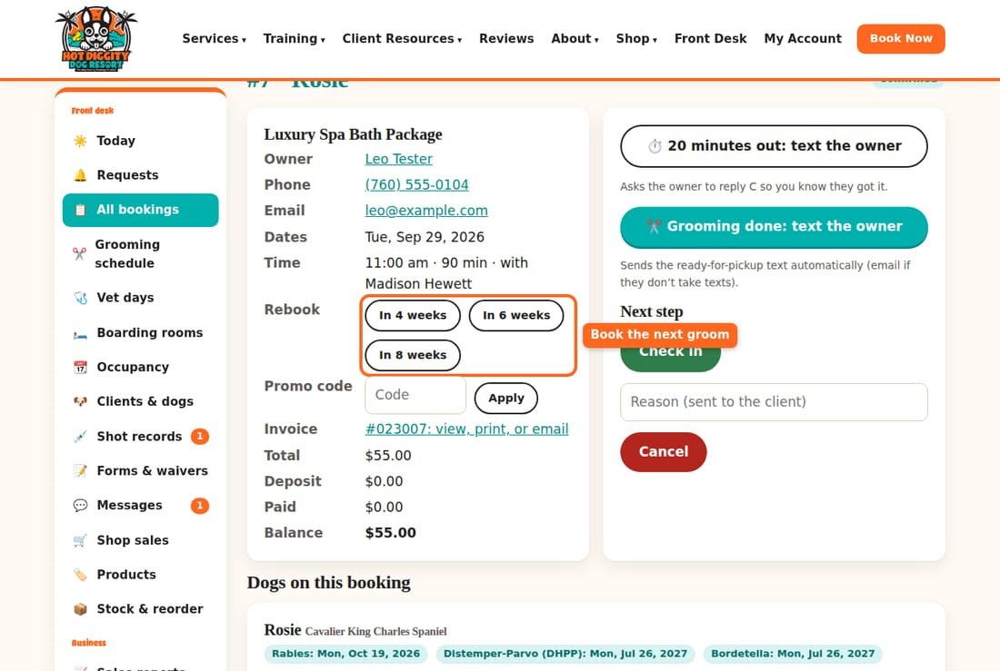 HOT DIGGITY
DOG RESORT
Services ▾ Training ▾ Client Resources ▾ Reviews About ▾ Shop ▾ Front Desk My Account Book Now
#7 Rosie
Confirmed
Front desk
Today
Requests
All bookings
Grooming
schedule
Vet days
Boarding rooms
Occupancy
Clients & dogs
Shot records 1
Forms & waivers
Messages 1
Shop sales
Products
Stock & reorder
Business
Sales reports
Luxury Spa Bath Package
Owner Leo Tester
Phone (760) 555-0104
Email leo@example.com
Dates Tue, Sep 29, 2026
Time 11:00 am · 90 min · with
Madison Hewett
Rebook In 4 weeks In 6 weeks
In 8 weeks
Promo code Code Apply
Invoice #023007: view, print, or email
Total $55.00
Deposit $0.00
Paid $0.00
Balance $55.00
20 minutes out: text the owner
Asks the owner to reply C so you know they got it.
Grooming done: text the owner
Sends the ready-for-pickup text automatically (email if
they don’t take texts).
Next step
Book the next groom
Check in
Reason (sent to the client)
Cancel
Dogs on this booking
Rosie Cavalier King Charles Spaniel
Rabies: Mon, Oct 19, 2026 Distemper-Parvo (DHPP): Mon, Jul 26, 2027 Bordetella: Mon, Jul 26, 2027